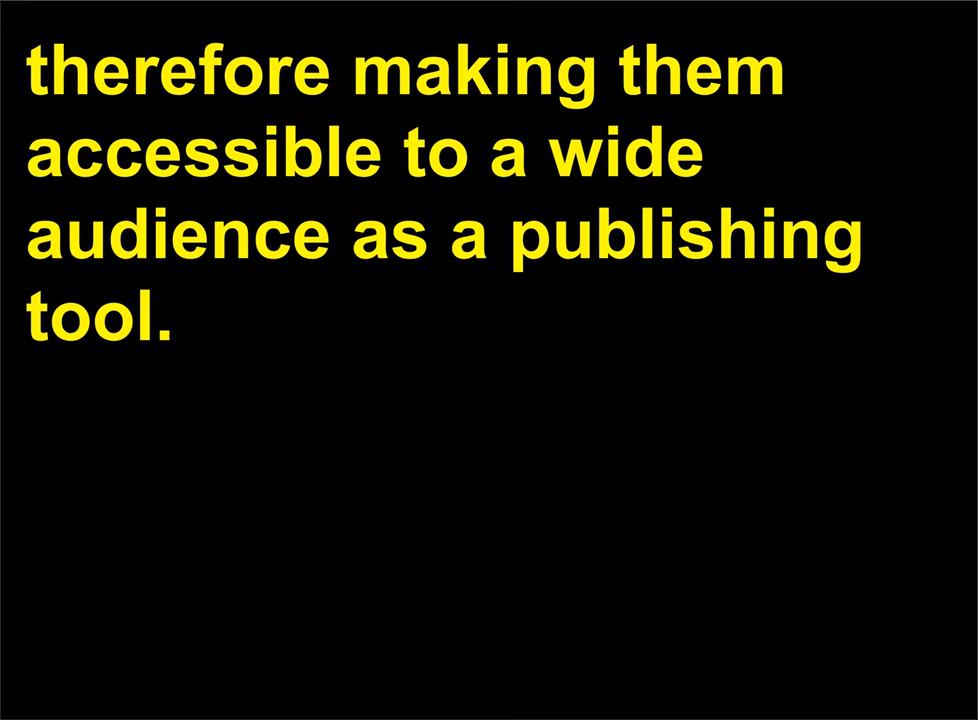 therefore making them
accessible to a wide
audience as a publishing
tool.